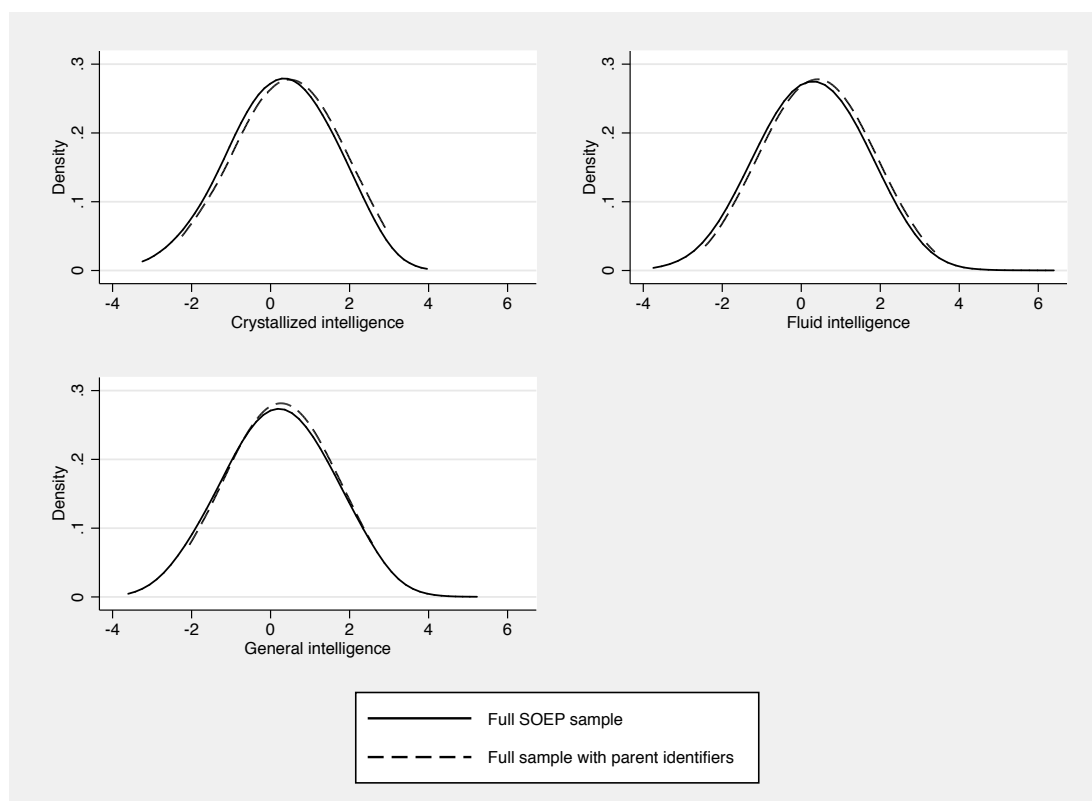 .3
.2
.1
0
Density
-4 -2 0 2 4 6
Crystallized intelligence
.3
.2
.1
0
Density
-4 -2 0 2 4 6
Fluid intelligence
.3
.2
.1
0
Density
-4 -2 0 2 4 6
General intelligence
Full SOEP sample
Full sample with parent identifiers